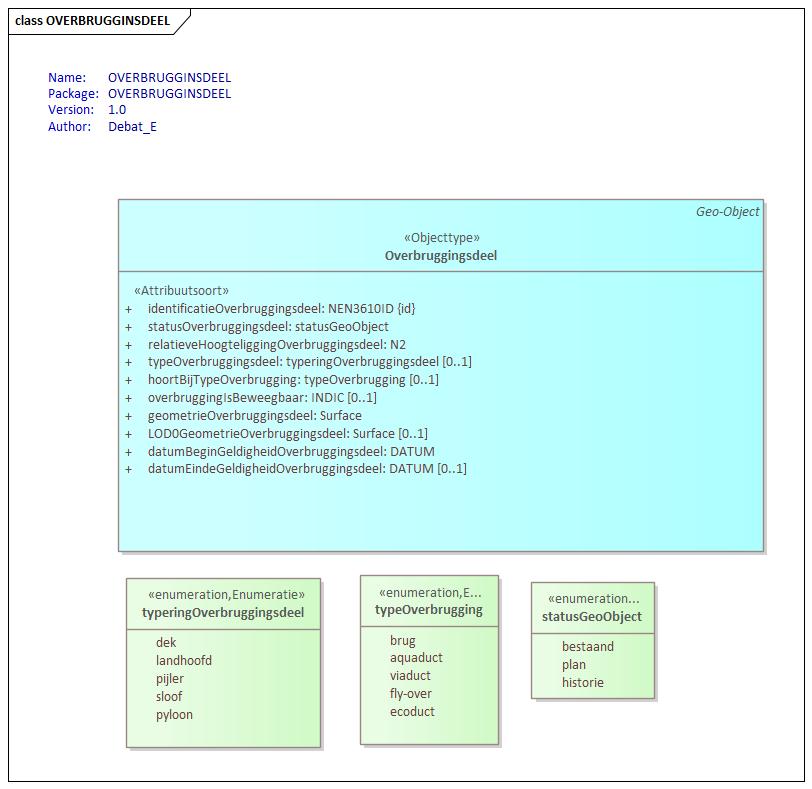 class OVERBRUGGINSDEEL
Name: OVERBRUGGINSDEEL
Package: OVERBRUGGINSDEEL
Version: 1.0
Author: Debat_E
Geo-Object
«Objecttype»
Overbruggingsdeel
«Attribuutsoort»
+ identificatieOverbruggingsdeel: NEN3610ID {id}
+ statusOverbruggingsdeel: statusGeoObject
+ relatieveHoogteliggingOverbruggingsdeel: N2
+ typeOverbruggingsdeel: typeringOverbruggingsdeel [0..1]
+ hoortBijTypeOverbrugging: typeOverbrugging [0..1]
+ overbruggingIsBeweegbaar: INDIC [0..1]
+ geometrieOverbruggingsdeel: Surface
+ LOD0GeometrieOverbruggingsdeel: Surface [0..1]
+ datumBeginGeldigheidOverbruggingsdeel: DATUM
+ datumEindeGeldigheidOverbruggingsdeel: DATUM [0..1]
«enumeration,Enumeratie»
typeringOverbruggingsdeel
dek
landhoofd
pijler
sloof
pyloon
«enumeration,E...
typeOverbrugging
brug
aquaduct
viaduct
fly-over
ecoduct
«enumeration...
statusGeoObject
bestaand
plan
historie